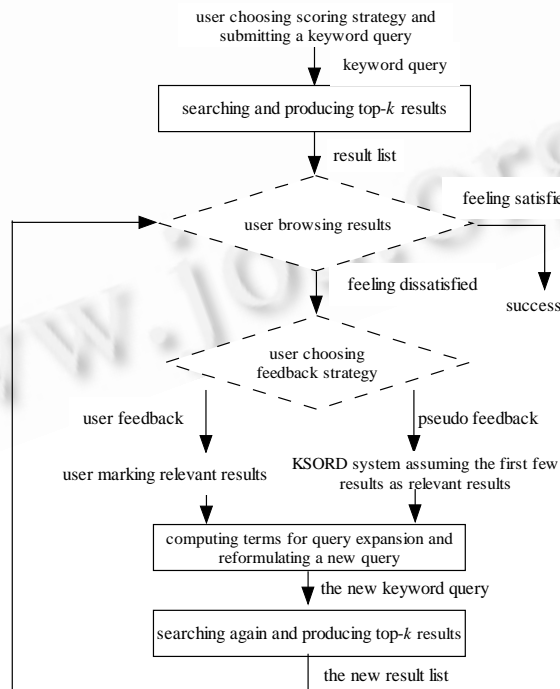 user choosing scoring strategy and
submitting a keyword query
keyword query
searching and producing top-k results
result list
feeling satisfie
user browsing results
feeling dissatisfied
success
user choosing
feedback strategy
user feedback
pseudo feedback
user marking relevant results
KSORD system assuming the first few
results as relevant results
computing terms for query expansion and
reformulating a new query
the new keyword query
searching again and producing top-k results
the new result list